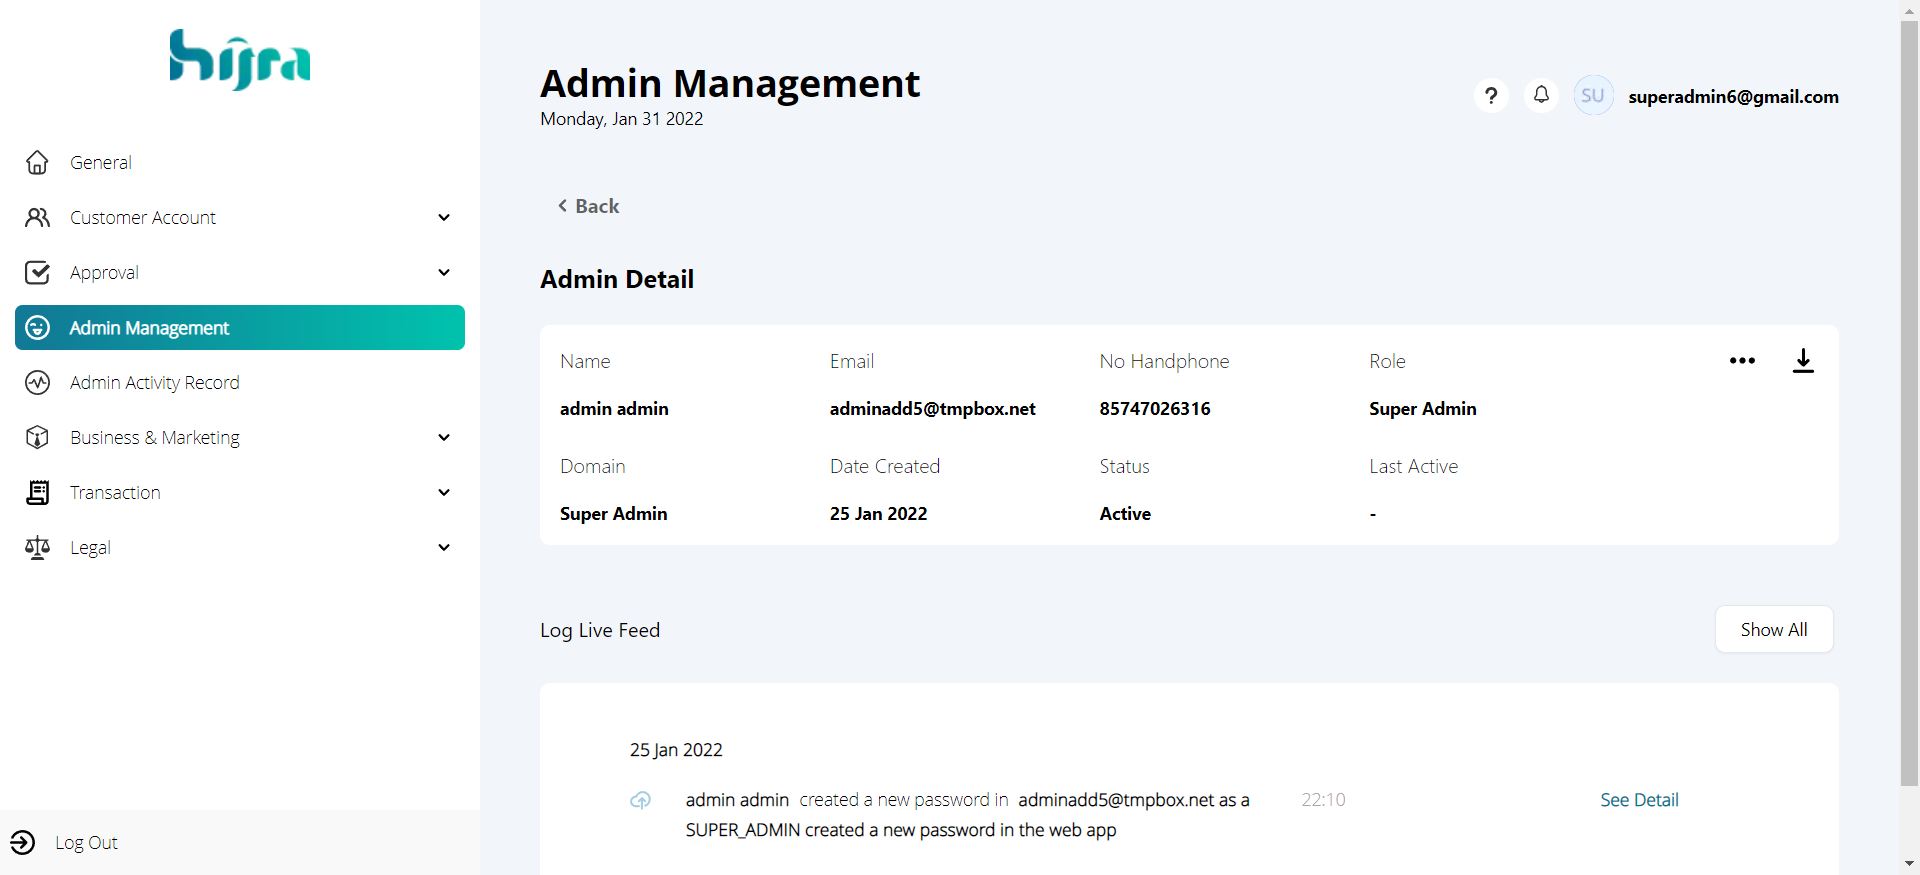 hijra
General
Customer Account
Approval
Admin Management
Admin Activity Record
Business & Marketing
Transaction
Legal
Log Out
Admin Management
Monday, Jan 31 2022
?
SU
superadmin6@gmail.com
Back
Admin Detail
Name Email No Handphone Role
admin admin adminadd5@tmpbox.net 85747026316 Super Admin
Domain Date Created Status Last Active
Super Admin 25 Jan 2022 Active -
Log Live Feed
Show All
25 Jan 2022
admin admin created a new password in adminadd5@tmpbox.net as a 22:10 See Detail
SUPER_ADMIN created a new password in the web app